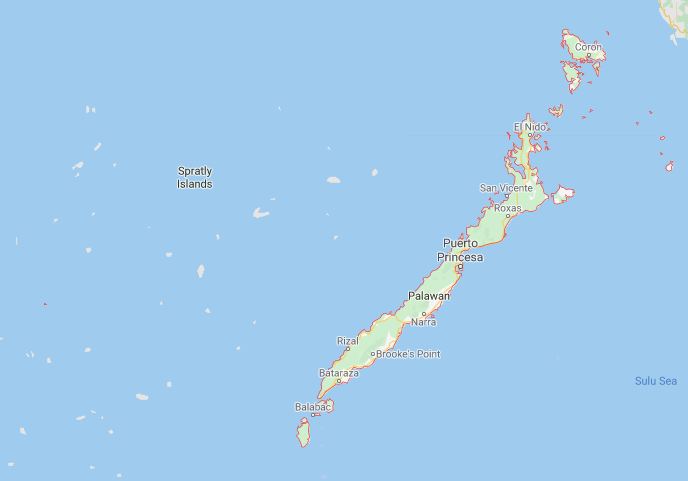 Coron
El Nido
Spratly
Islands
San Vicente
Roxas
Puerto
Princesa
Palawan
Narra
Rizal
Brooke's Point
Bataraza
Sulu Sea
Balabac